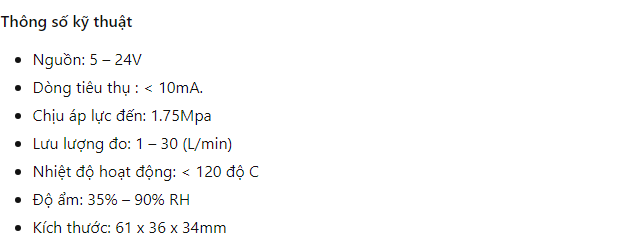 Thông số kỹ thuật
Nguồn: 5 – 24V
Dòng tiêu thụ : < 10mA.
Chịu áp lực đến: 1.75Mpa
Lưu lượng đo: 1 – 30 (L/min)
Nhiệt độ hoạt động: < 120 độ C
Độ ẩm: 35% – 90% RH
Kích thước: 61 x 36 x 34mm